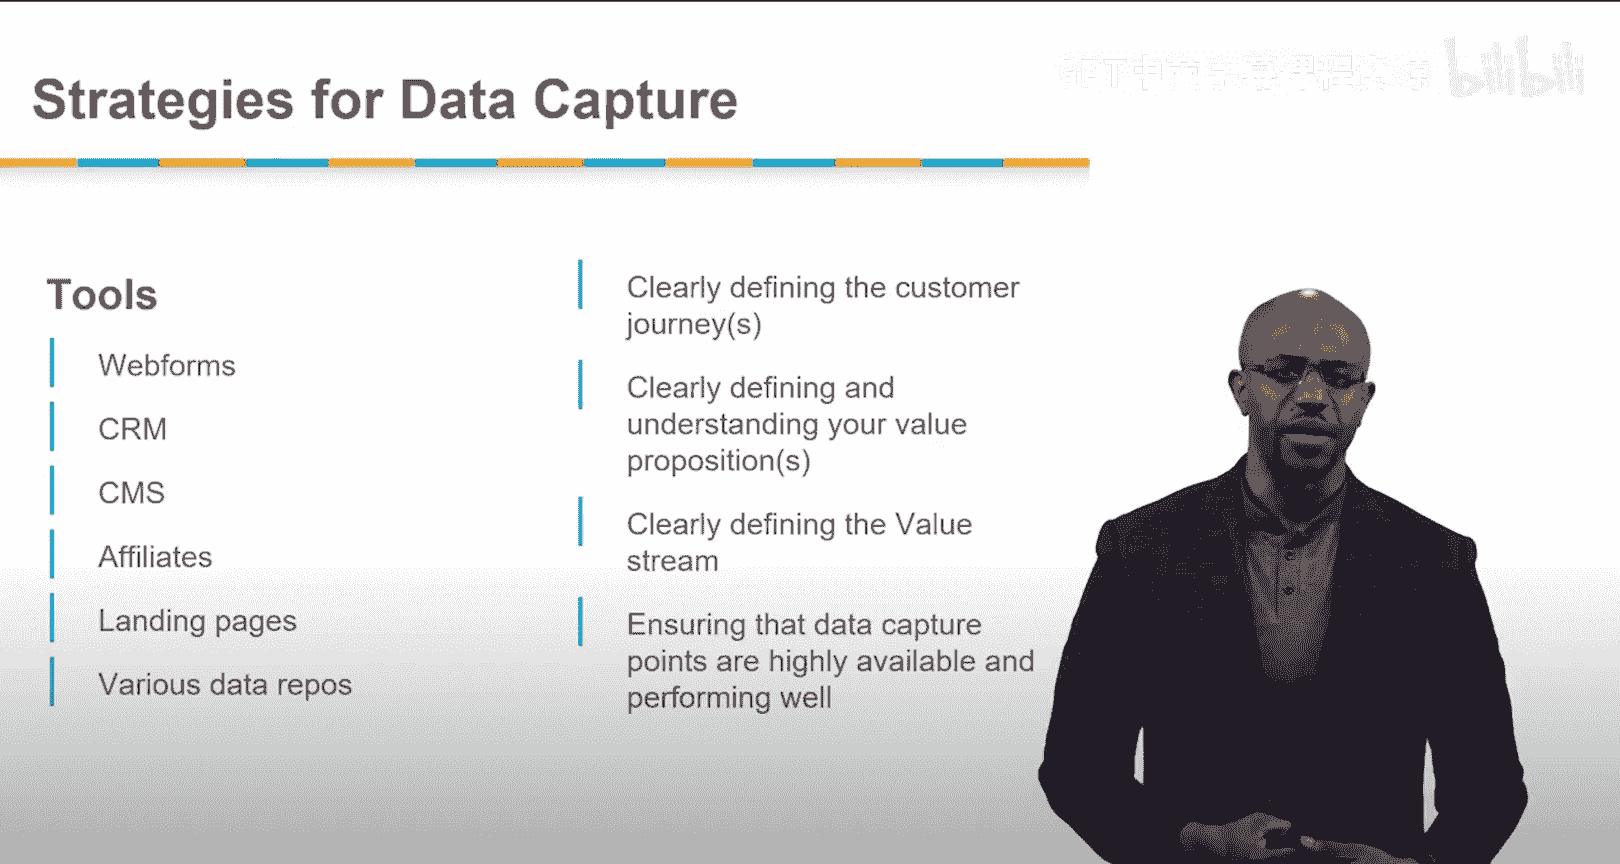 Strategies for Data Capture
bilibili
Tools
Webforms
CRM
CMS
Affiliates
Landing pages
Various data repos
Clearly defining the customer
journey(s)
Clearly defining and
understanding your value
proposition(s)
Clearly defining the Value
stream
Ensuring that data capture
points are highly available and
performing well